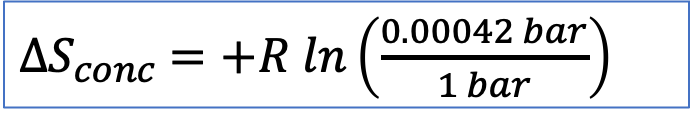 ΔS_conc = +R ln (0.00042 bar / 1 bar)